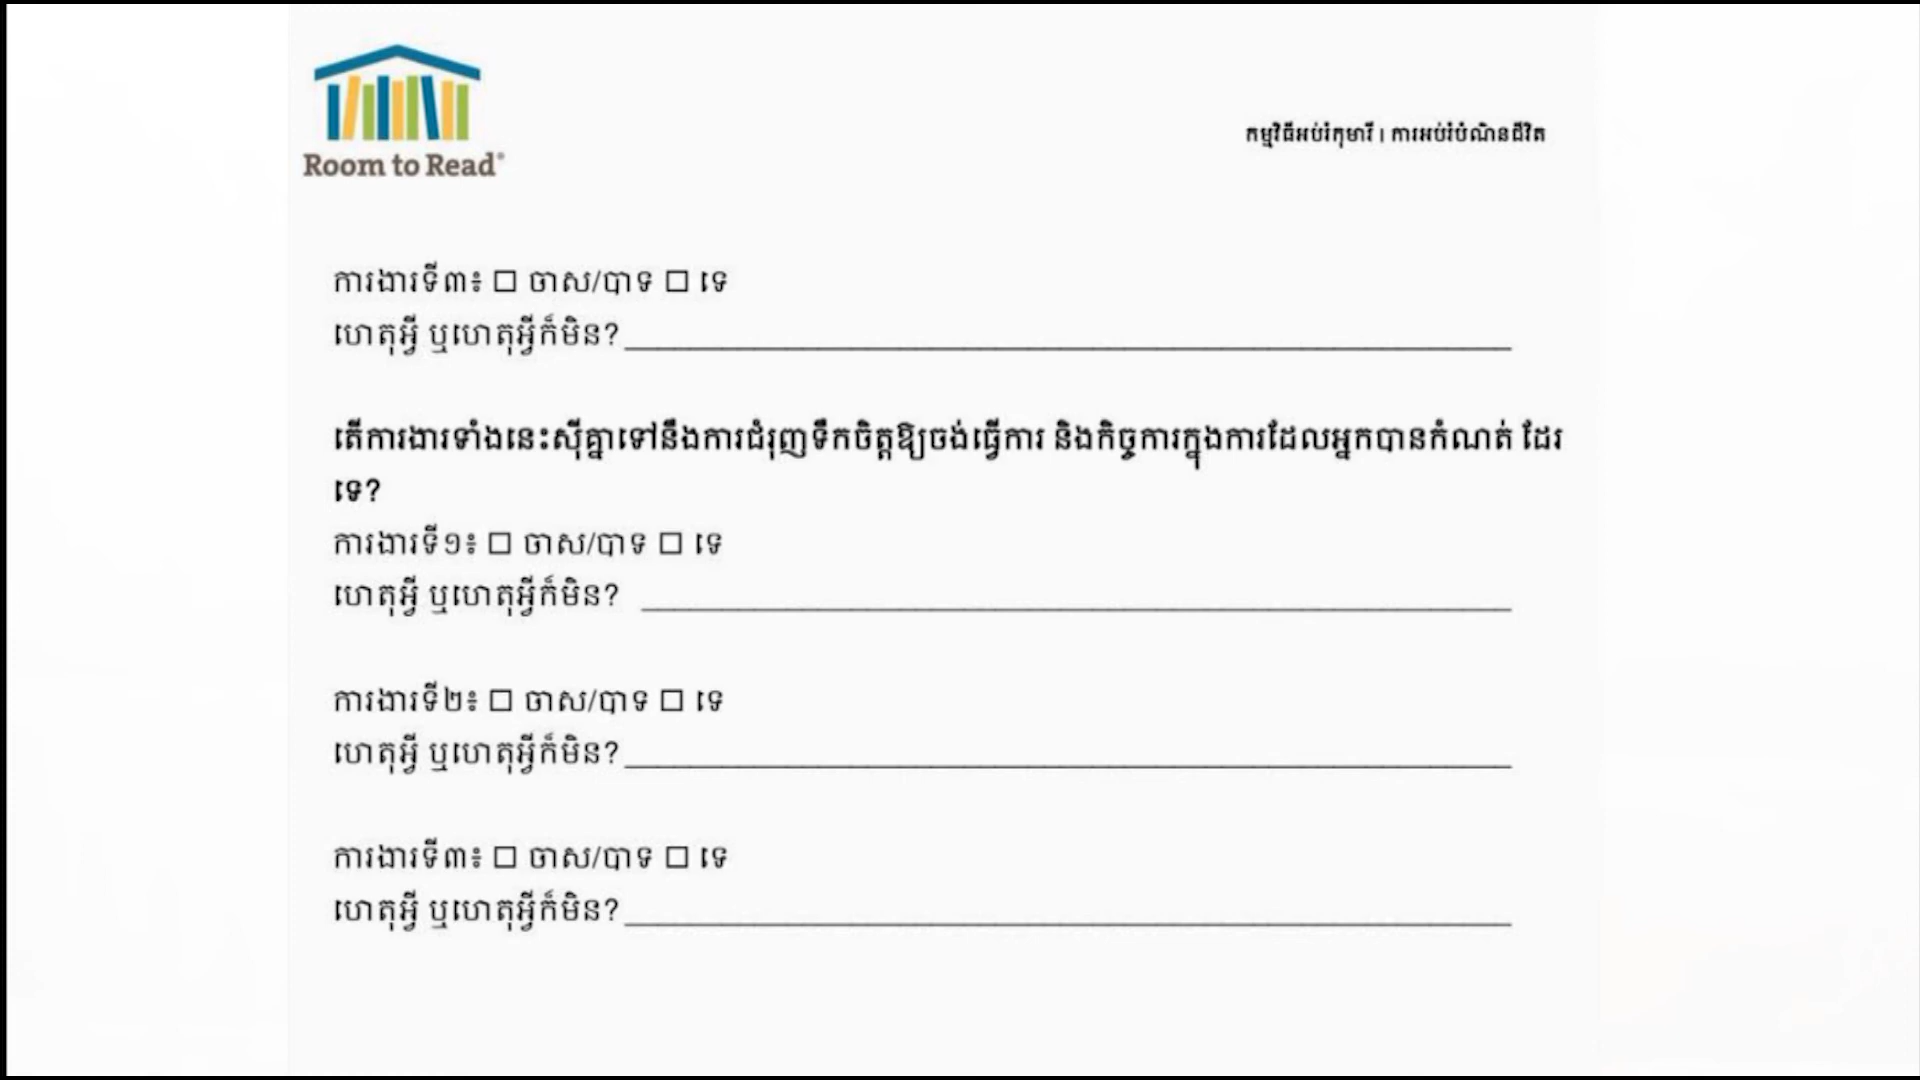 Room to Read®
កម្មវិធីអប់រំកុមារី | ការអប់រំបំណិនជីវិត
ការងារទី៣៖ ☐ ចាស/បាទ ☐ ទេ
ហេតុអ្វី ឬហេតុអ្វីក៏មិន?
តើការងារទាំងនេះស៊ីគ្នាទៅនឹងការជំរុញទឹកចិត្តឱ្យចង់ធ្វើការ និងកិច្ចការក្នុងការដែលអ្នកបានកំណត់ ដែរ
ទេ?
ការងារទី១៖ ☐ ចាស/បាទ ☐ ទេ
ហេតុអ្វី ឬហេតុអ្វីក៏មិន?
ការងារទី២៖ ☐ ចាស/បាទ ☐ ទេ
ហេតុអ្វី ឬហេតុអ្វីក៏មិន?
ការងារទី៣៖ ☐ ចាស/បាទ ☐ ទេ
ហេតុអ្វី ឬហេតុអ្វីក៏មិន?